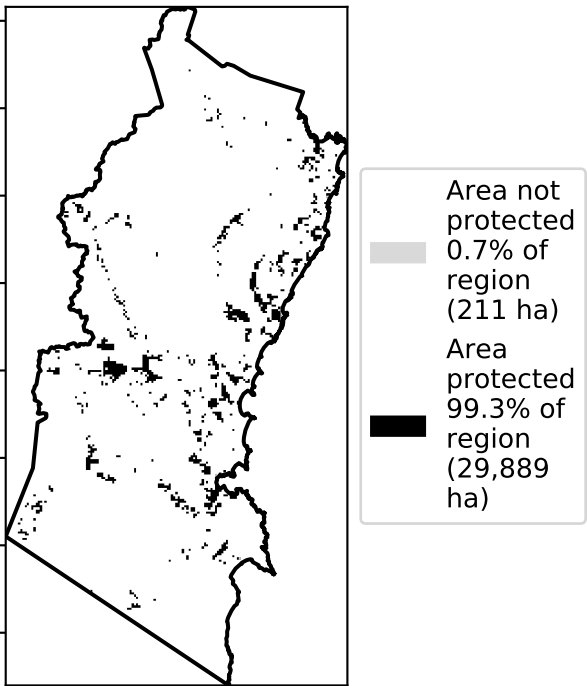 Area not
protected
0.7% of
region
(211 ha)
Area
protected
99.3% of
region
(29,889
ha)